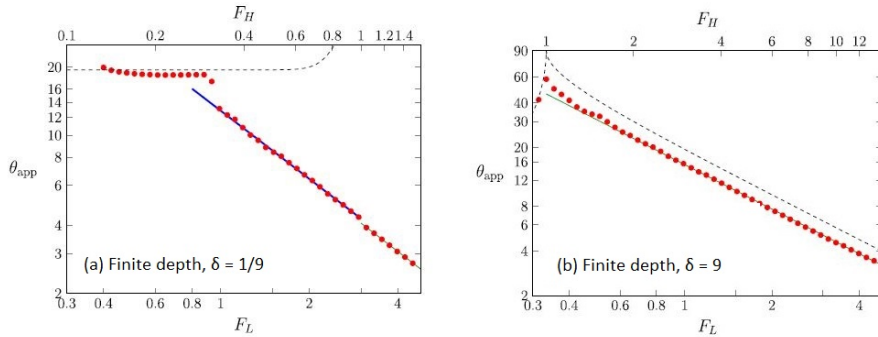 F_H
0.1 0.2 0.4 0.6 0.8 1 1.2 1.4
20
16
14
12
10
8
6
4
3
2
θ_app
(a) Finite depth, δ = 1/9
0.3 0.4 0.6 0.8 1 2 4
F_L
F_H
1 2 4 6 8 10 12
90
60
40
30
20
16
12
8
6
4
2
θ_app
(b) Finite depth, δ = 9
0.3 0.4 0.6 0.8 1 2 4
F_L